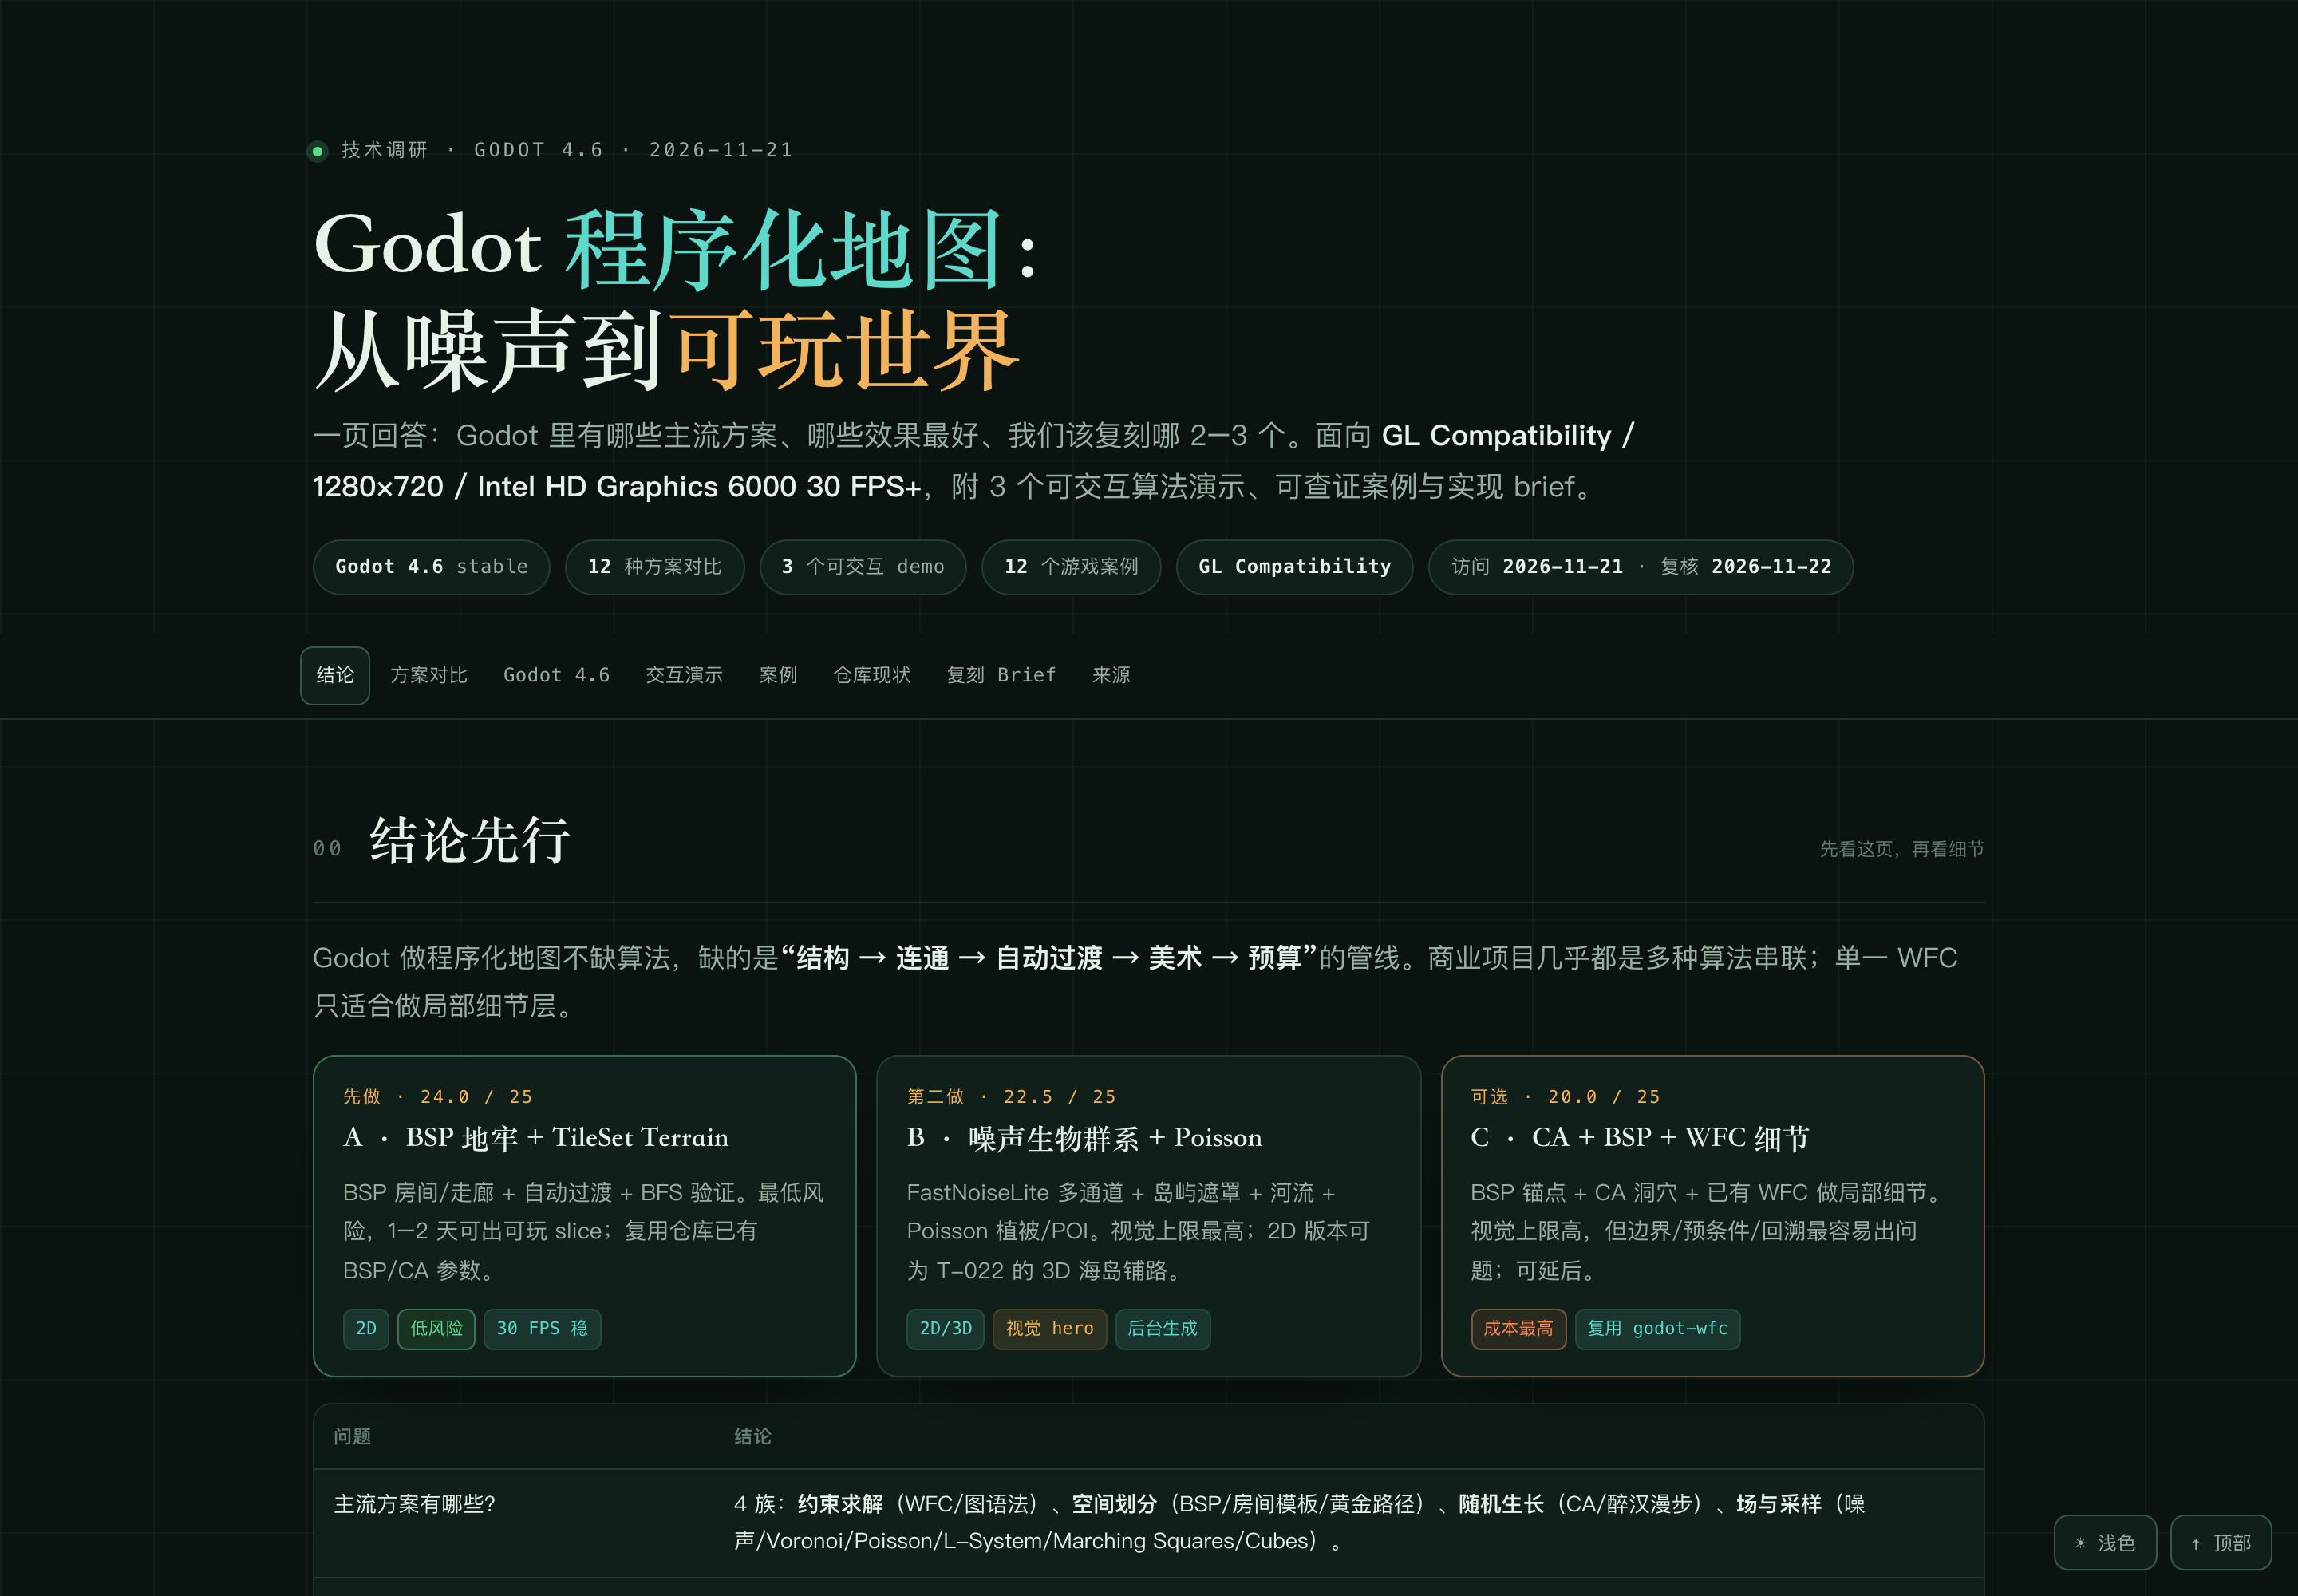 技术调研 · GODOT 4.6 · 2026-11-21
Godot 程序化地图：
从噪声到可玩世界
一页回答：Godot 里有哪些主流方案、哪些效果最好、我们该复刻哪 2–3 个。面向 GL Compatibility /
1280×720 / Intel HD Graphics 6000 30 FPS+，附 3 个可交互算法演示、可查证案例与实现 brief。
Godot 4.6 stable
12 种方案对比
3 个可交互 demo
12 个游戏案例
GL Compatibility
访问 2026-11-21 · 复核 2026-11-22
结论
方案对比
Godot 4.6
交互演示
案例
仓库现状
复刻 Brief
来源
00 结论先行
先看这页，再看细节
Godot 做程序化地图不缺算法，缺的是“结构 → 连通 → 自动过渡 → 美术 → 预算”的管线。商业项目几乎都是多种算法串联；单一 WFC
只适合做局部细节层。
先做 · 24.0 / 25
A · BSP 地牢 + TileSet Terrain
BSP 房间/走廊 + 自动过渡 + BFS 验证。最低风
险，1–2 天可出可玩 slice；复用仓库已有
BSP/CA 参数。
2D
低风险
30 FPS 稳
第二做 · 22.5 / 25
B · 噪声生物群系 + Poisson
FastNoiseLite 多通道 + 岛屿遮罩 + 河流 +
Poisson 植被/POI。视觉上限最高；2D 版本可
为 T-022 的 3D 海岛铺路。
2D/3D
视觉 hero
后台生成
可选 · 20.0 / 25
C · CA + BSP + WFC 细节
BSP 锚点 + CA 洞穴 + 已有 WFC 做局部细节。
视觉上限高，但边界/预条件/回溯最容易出问
题；可延后。
成本最高
复用 godot-wfc
问题
结论
主流方案有哪些？
4 族：约束求解（WFC/图语法）、空间划分（BSP/房间模板/黄金路径）、随机生长（CA/醉汉漫步）、场与采样（噪
声/Voronoi/Poisson/L-System/Marching Squares/Cubes）。
☀ 浅色
↑ 顶部